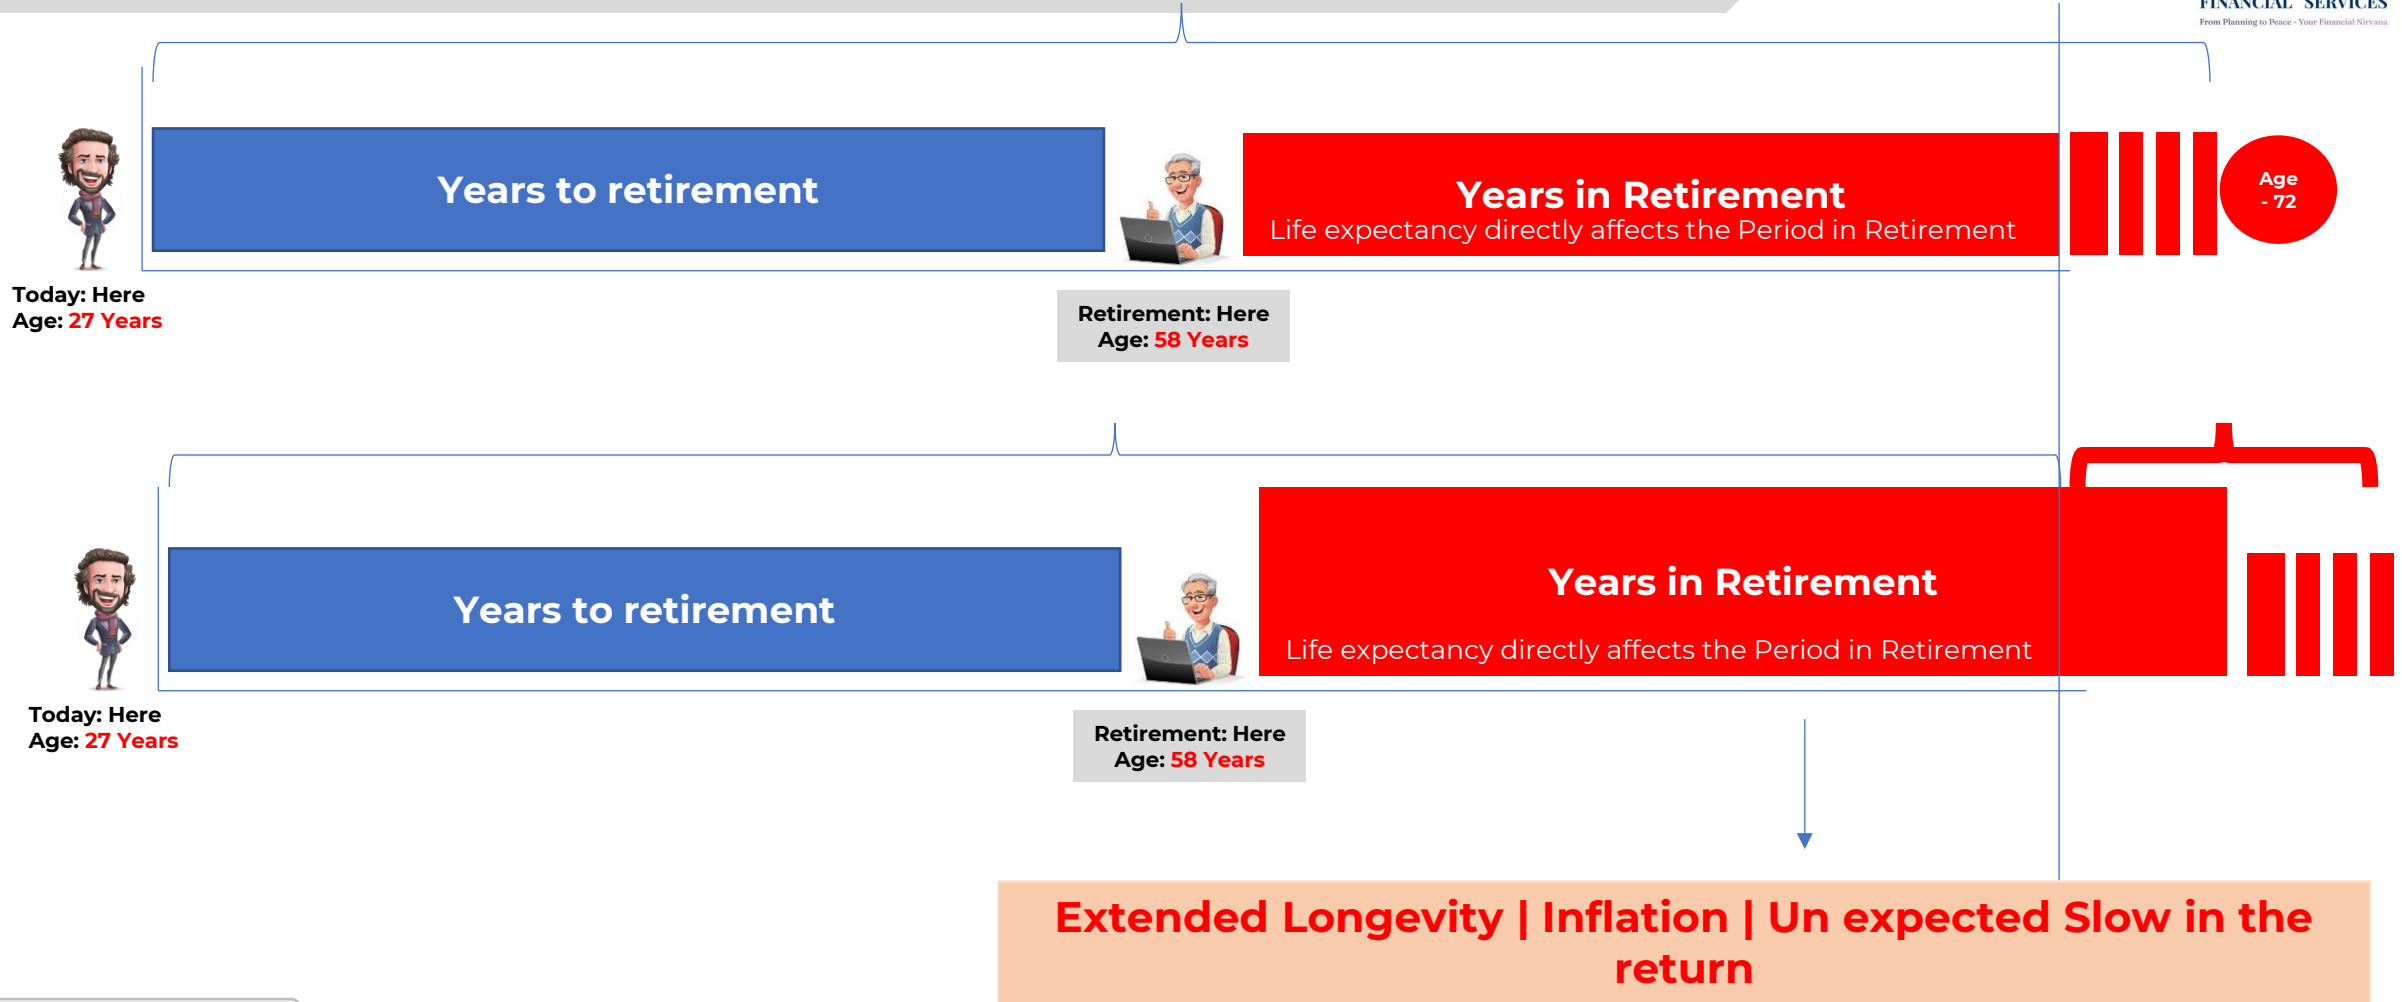 FINANCIAL SERVICES
From Planning to Peace - Your Financial Nirvana
Years to retirement
Years in Retirement
Life expectancy directly affects the Period in Retirement
Age
- 72
Today: Here
Age: 27 Years
Retirement: Here
Age: 58 Years
Years to retirement
Years in Retirement
Life expectancy directly affects the Period in Retirement
Today: Here
Age: 27 Years
Retirement: Here
Age: 58 Years
Extended Longevity | Inflation | Un expected Slow in the
return